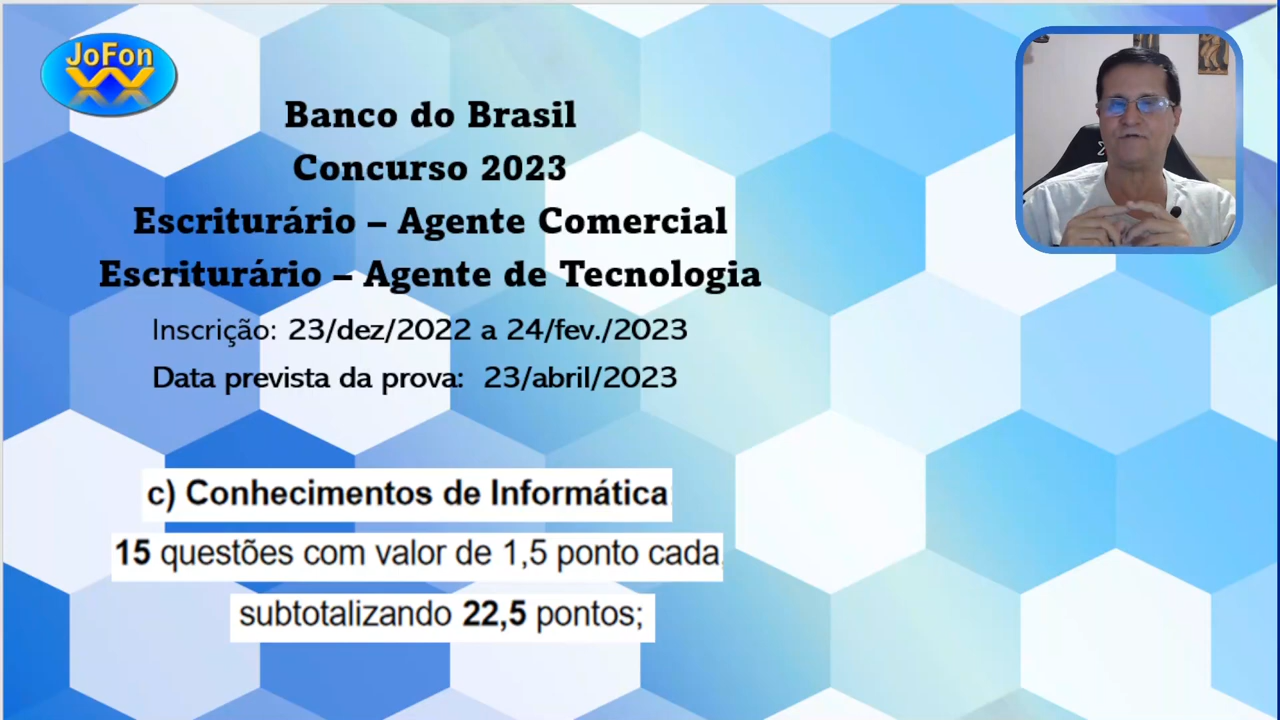 JoFon
Banco do Brasil
Concurso 2023
Escriturário – Agente Comercial
Escriturário – Agente de Tecnologia
Inscrição: 23/dez/2022 a 24/fev./2023
Data prevista da prova: 23/abril/2023
c) Conhecimentos de Informática
15 questões com valor de 1,5 ponto cada
subtotalizando 22,5 pontos;